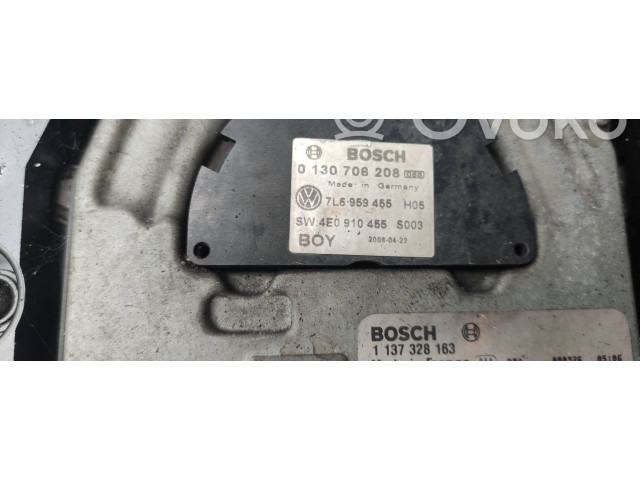 OVOKO
BOSCH
0 130 706 208
Made in Germany
7L6 959 455 H05
SW:4E0 910 455 S003
BOY 2006-04-22
BOSCH
1 137 328 163